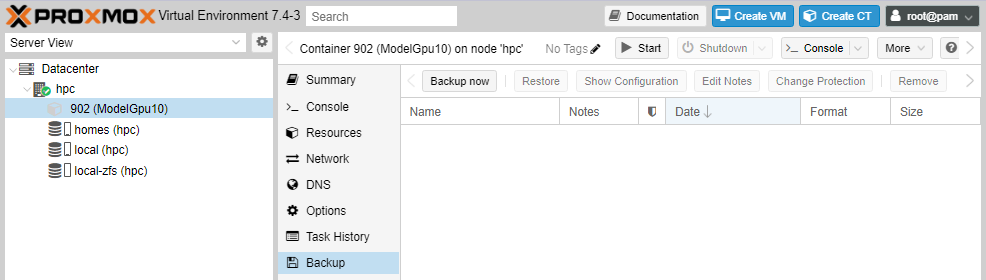 PROXMOX Virtual Environment 7.4-3 Search Documentation Create VM Create CT root@pam
Server View
Container 902 (ModelGpu10) on node 'hpc' No Tags Start Shutdown Console More
Datacenter
hpc
902 (ModelGpu10)
homes (hpc)
local (hpc)
local-zfs (hpc)
Summary
Console
Resources
Network
DNS
Options
Task History
Backup
Backup now Restore Show Configuration Edit Notes Change Protection Remove
Name Notes Date Format Size